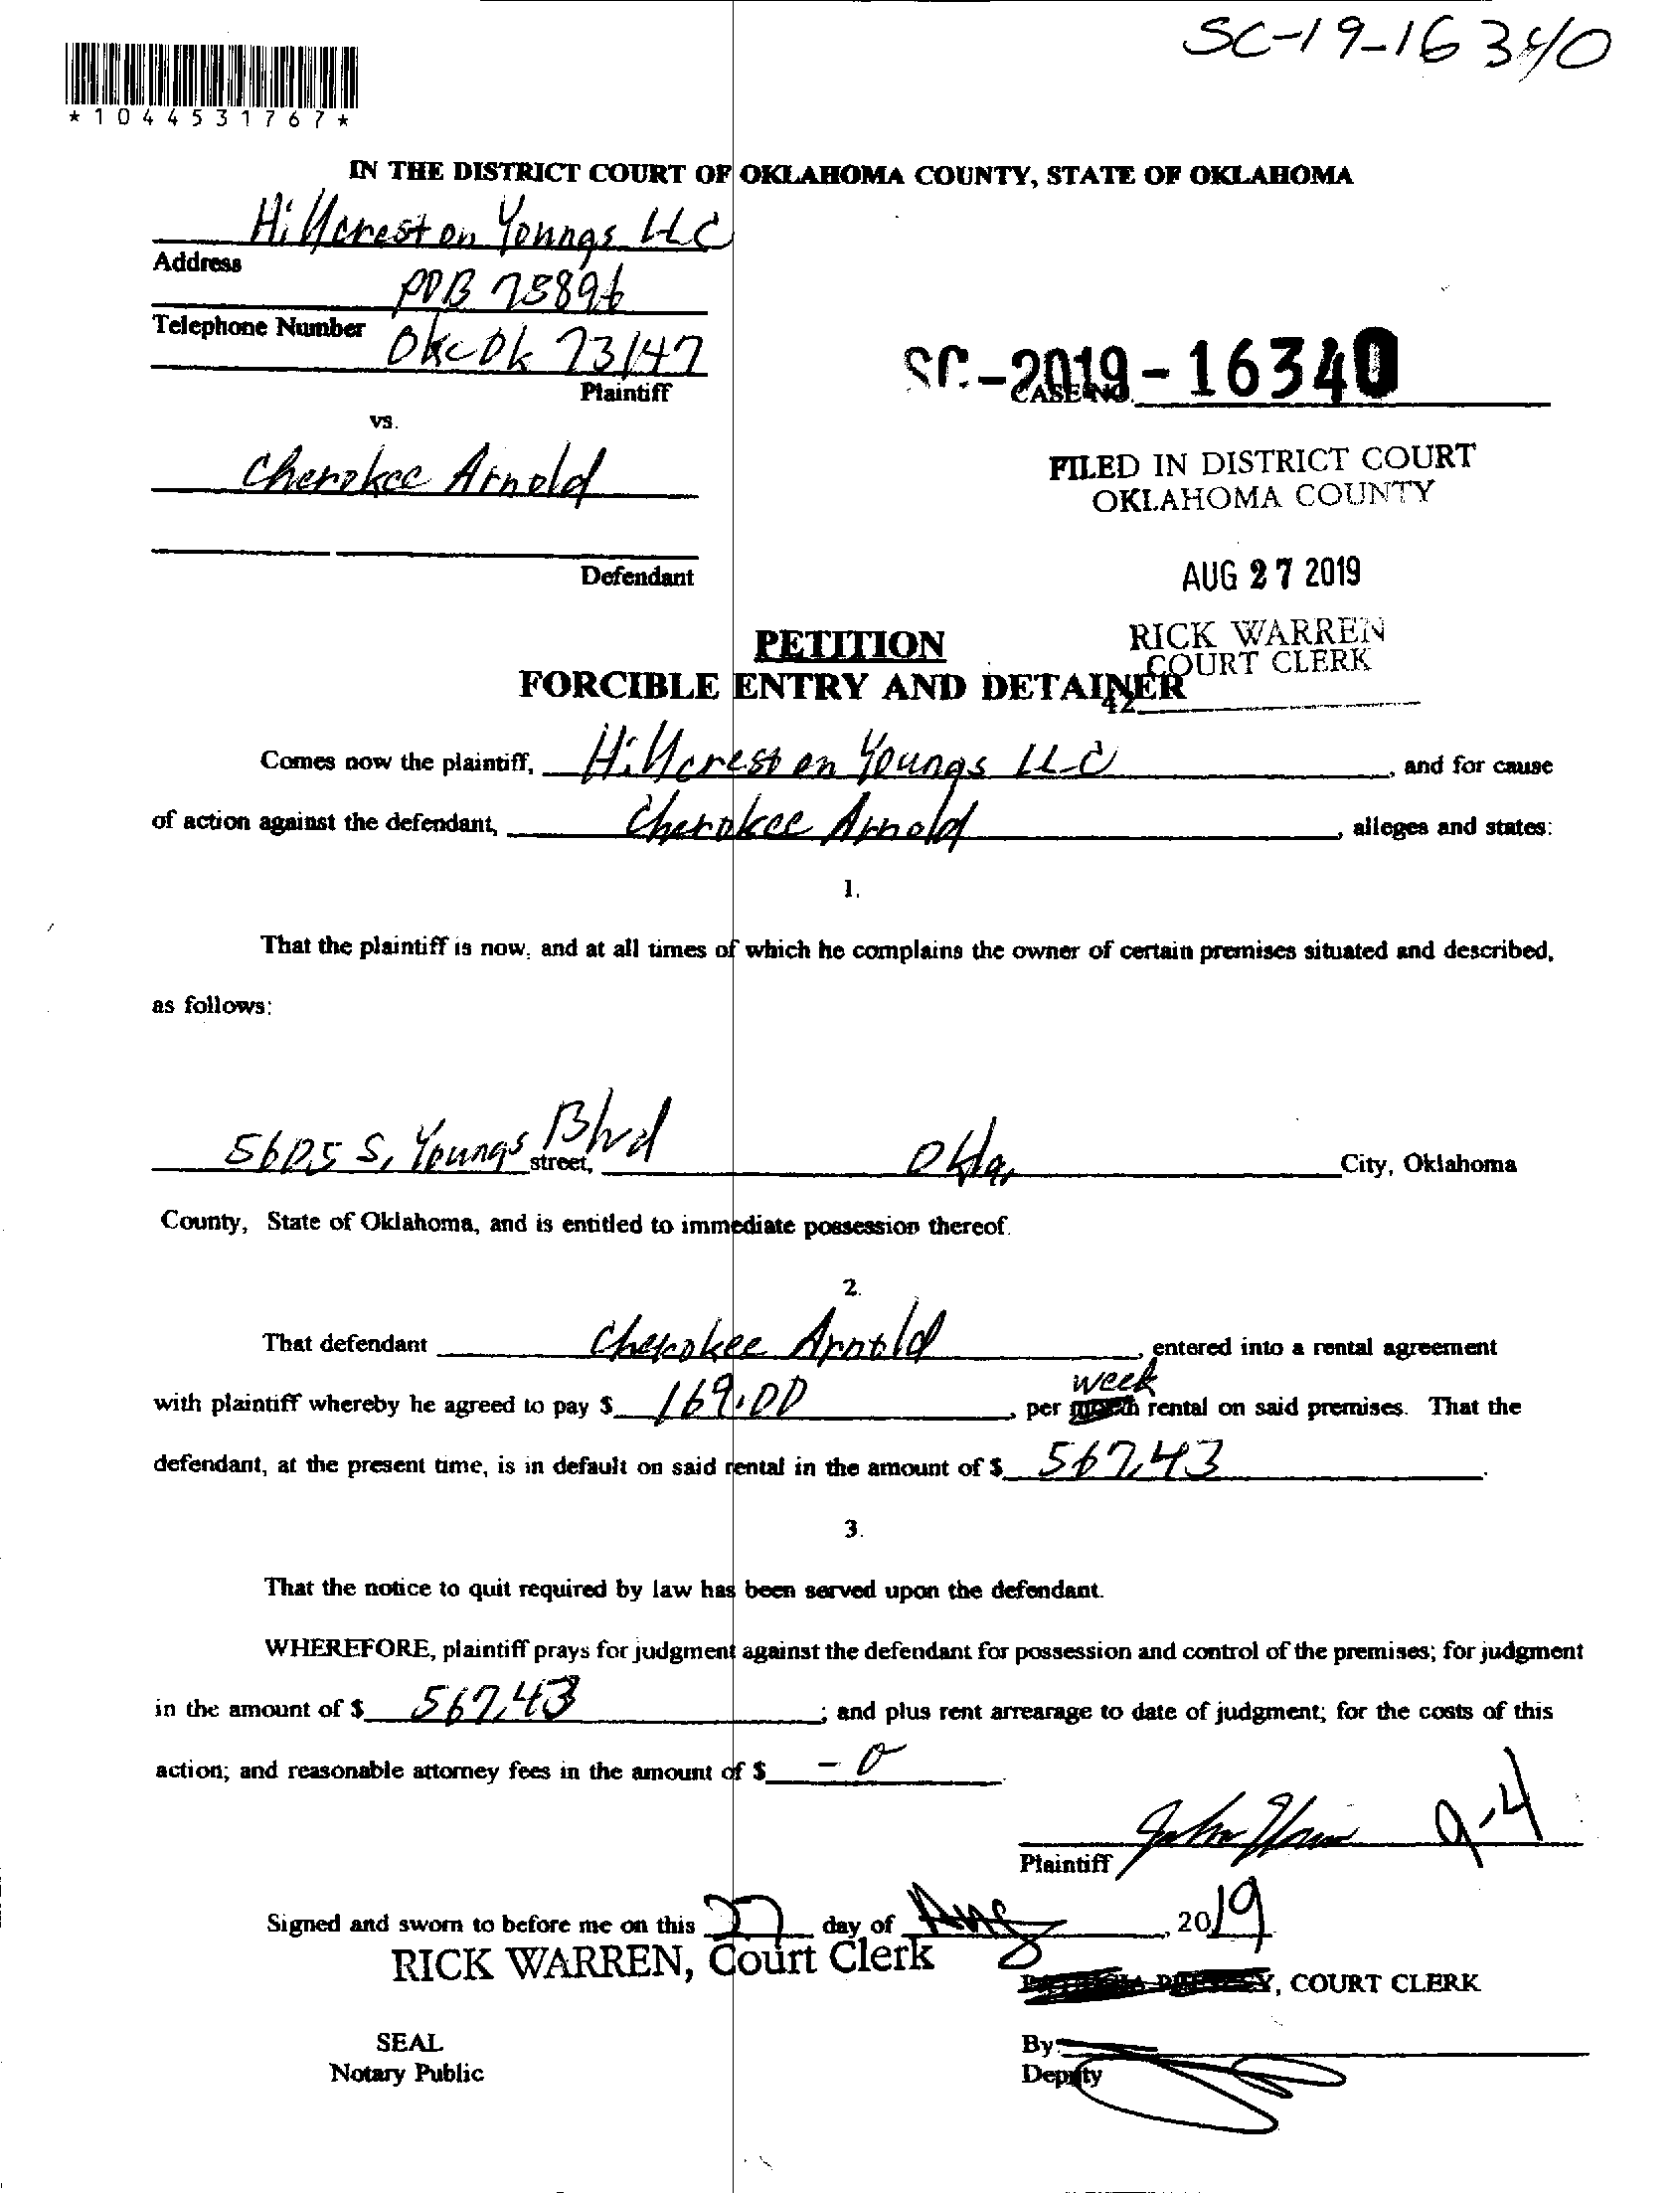 SC-19-16340
*1044531767*
IN THE DISTRICT COURT OF OKLAHOMA COUNTY, STATE OF OKLAHOMA
Hillcrest on Youngs LLC
Address
POB 75896
Telephone Number
OKC OK 73147
Plaintiff
SC-2019-16340
CASE NO.
vs.
Cherokee Arnold
FILED IN DISTRICT COURT
OKLAHOMA COUNTY
Defendant
AUG 27 2019
PETITION
RICK WARREN
COURT CLERK
FORCIBLE ENTRY AND DETAINER
42
Comes now the plaintiff, Hillcrest on Youngs LLC, and for cause
of action against the defendant, Cherokee Arnold, alleges and states:
1.
That the plaintiff is now, and at all times of which he complains the owner of certain premises situated and described,
as follows:
5605 S. Youngs Blvd street, Okla, City, Oklahoma
County, State of Oklahoma, and is entitled to immediate possession thereof.
2.
That defendant Cherokee Arnold, entered into a rental agreement
with plaintiff whereby he agreed to pay $ 169.00, per month week rental on said premises. That the
defendant, at the present time, is in default on said rental in the amount of $ 567.43.
3.
That the notice to quit required by law has been served upon the defendant.
WHEREFORE, plaintiff prays for judgment against the defendant for possession and control of the premises; for judgment
in the amount of $ 567.43; and plus rent arrearage to date of judgment; for the costs of this
action; and reasonable attorney fees in the amount of $ -0.
John 9-4
Plaintiff
Signed and sworn to before me on this 27 day of Aug, 2019
RICK WARREN, Court Clerk
, COURT CLERK
SEAL
Notary Public
By:
Deputy